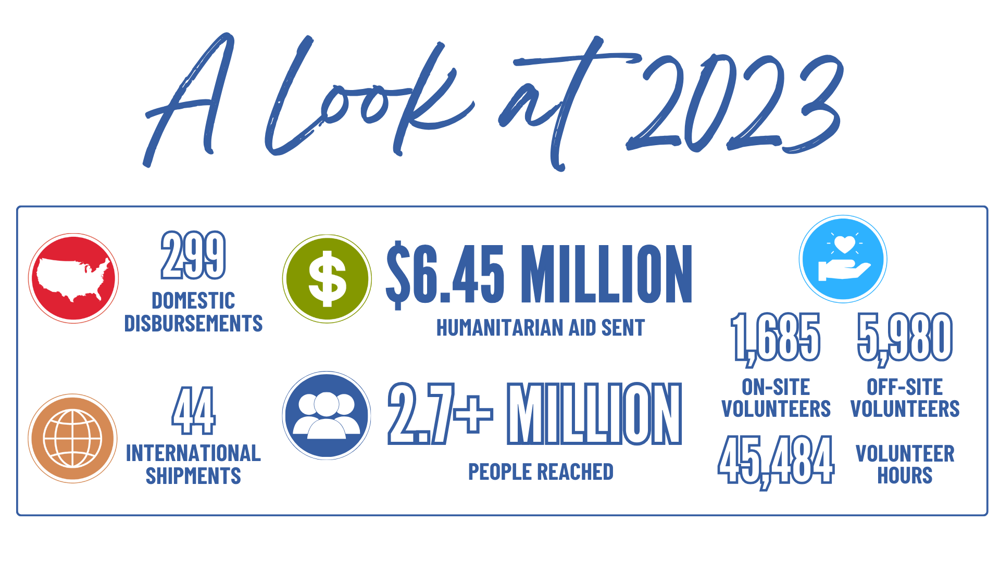 A Look at 2023
299
DOMESTIC
DISBURSEMENTS
44
INTERNATIONAL
SHIPMENTS
$
$6.45 MILLION
HUMANITARIAN AID SENT
2.7+ MILLION
PEOPLE REACHED
1,685
ON-SITE
VOLUNTEERS
5,980
OFF-SITE
VOLUNTEERS
45,484
VOLUNTEER
HOURS